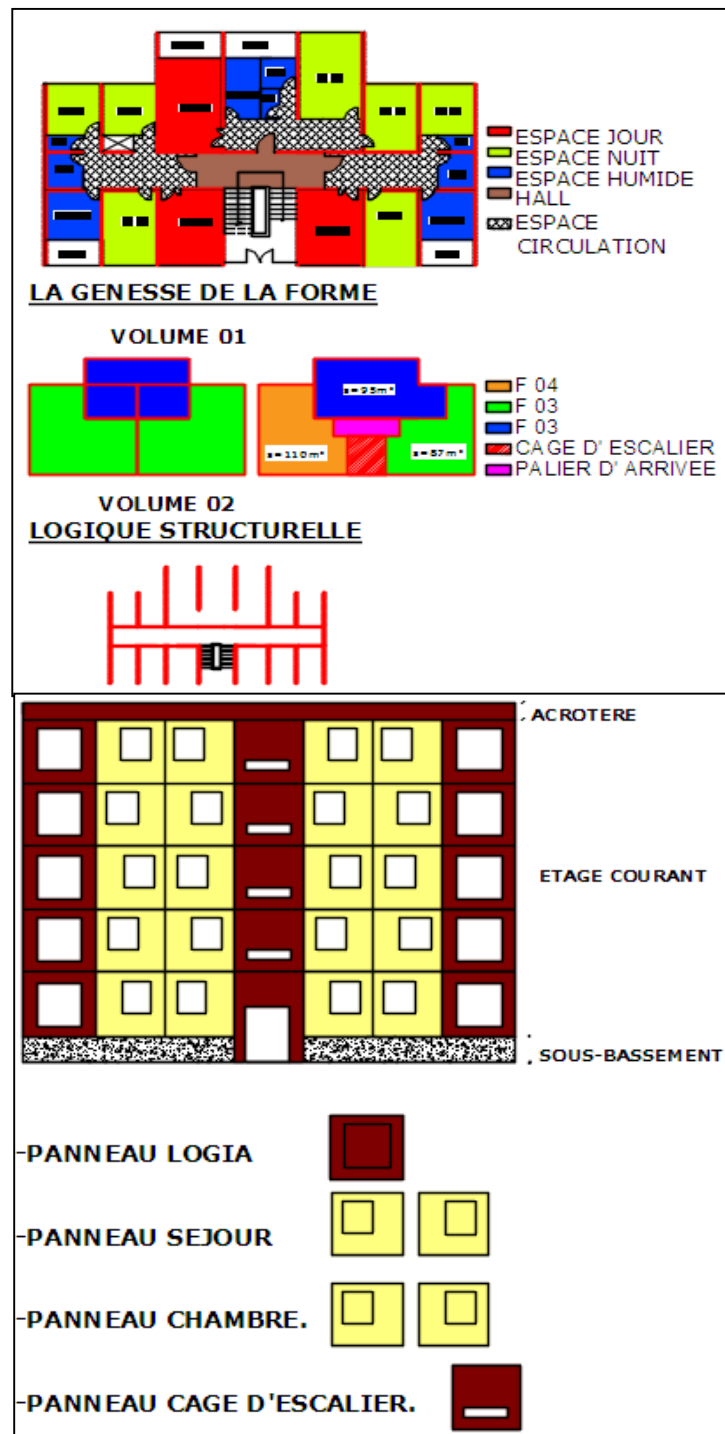 ESPACE JOUR
ESPACE NUIT
ESPACE HUMIDE
HALL
ESPACE
CIRCULATION
LA GENESSE DE LA FORME
VOLUME 01
s=95m²
s=110m²
s=87m²
F 04
F 03
F 03
CAGE D' ESCALIER
PALIER D' ARRIVEE
VOLUME 02
LOGIQUE STRUCTURELLE
ACROTERE
ETAGE COURANT
SOUS-BASSEMENT
-PANNEAU LOGIA
-PANNEAU SEJOUR
-PANNEAU CHAMBRE.
-PANNEAU CAGE D'ESCALIER.